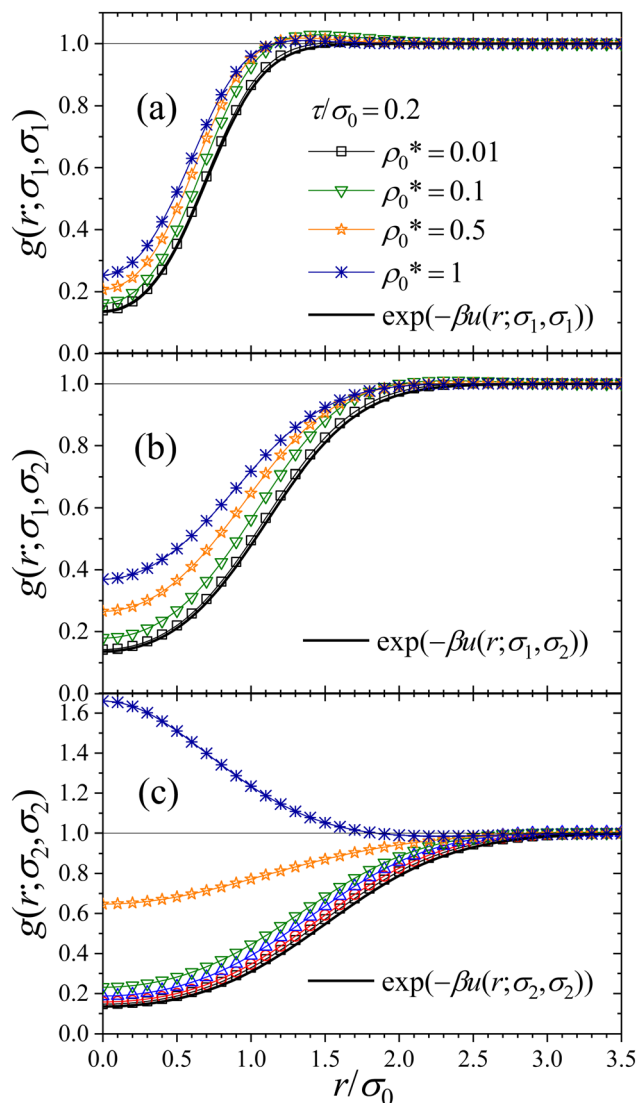 1.0
0.8
0.6
0.4
0.2
0.0
g(r;σ₁,σ₁)
(a)
τ/σ₀ = 0.2
ρ₀* = 0.01
ρ₀* = 0.1
ρ₀* = 0.5
ρ₀* = 1
exp(−βu(r;σ₁,σ₁))
1.0
0.8
0.6
0.4
0.2
0.0
g(r;σ₁,σ₂)
(b)
exp(−βu(r;σ₁,σ₂))
1.6
1.4
1.2
1.0
0.8
0.6
0.4
0.2
0.0
g(r;σ₂,σ₂)
(c)
exp(−βu(r;σ₂,σ₂))
0.0 0.5 1.0 1.5 2.0 2.5 3.0 3.5
r/σ₀